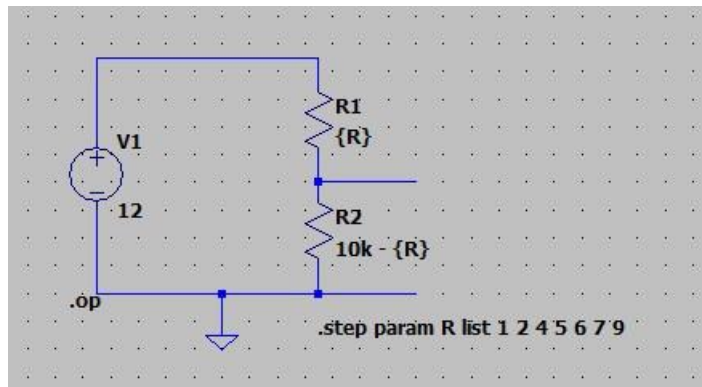 R1
{R}
V1
12
R2
10k - {R}
.op
.step param R list 1 2 4 5 6 7 9